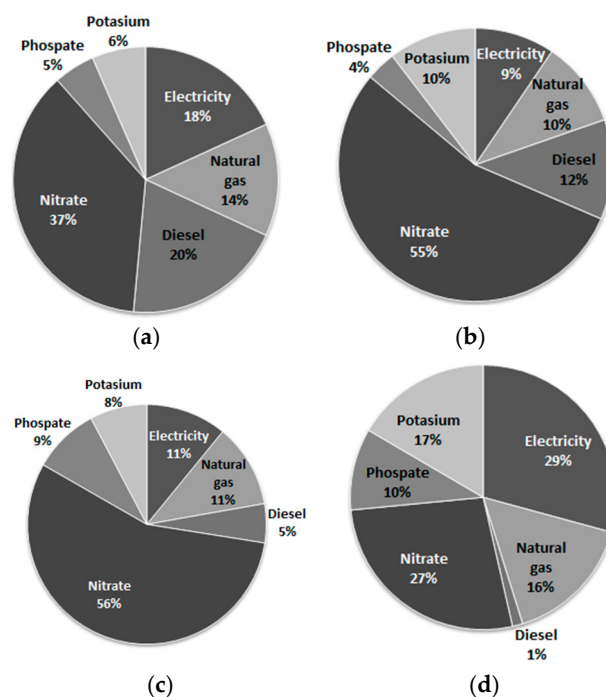 Potasium
6%
Phospate
5%
Electricity
18%
Natural
gas
14%
Diesel
20%
Nitrate
37%
(a)
Phospate
4%
Potasium
10%
Electricity
9%
Natural
gas
10%
Diesel
12%
Nitrate
55%
(b)
Potasium
8%
Phospate
9%
Electricity
11%
Natural
gas
11%
Diesel
5%
Nitrate
56%
(c)
Potasium
17%
Electricity
29%
Phospate
10%
Nitrate
27%
Natural
gas
16%
Diesel
1%
(d)